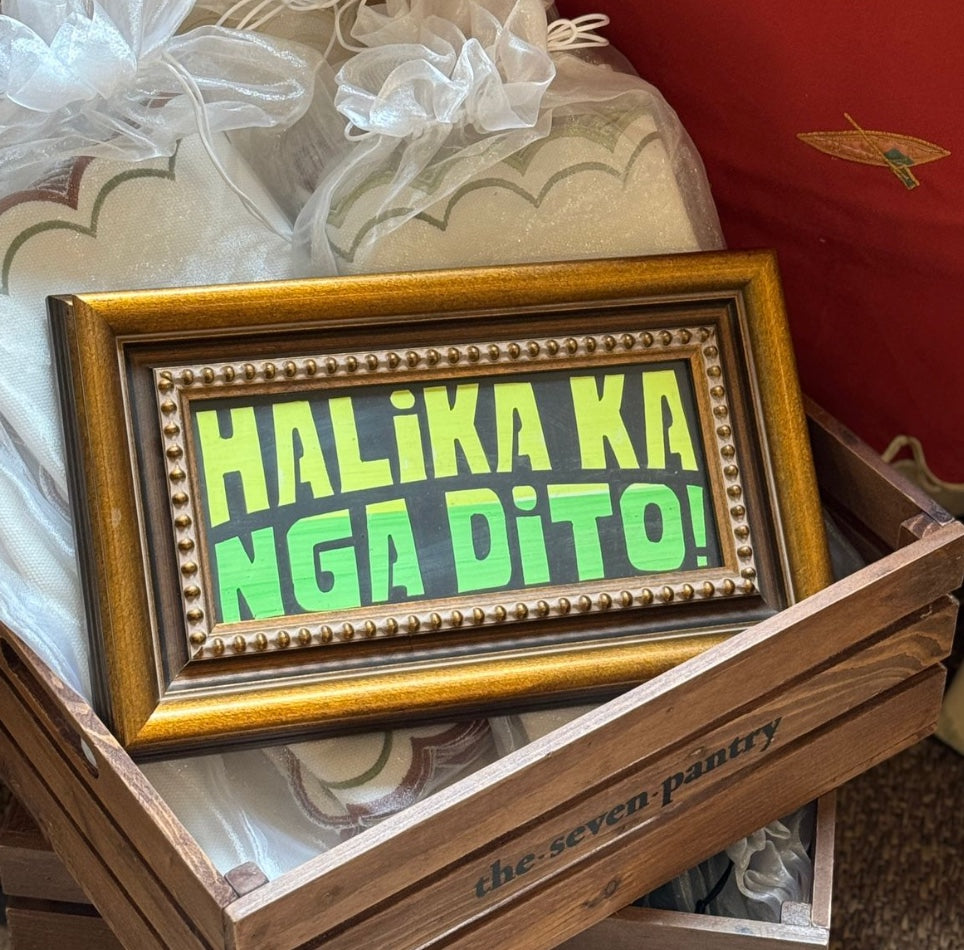 HALiKA KA
NGA DiTO!
the·seven·pantry